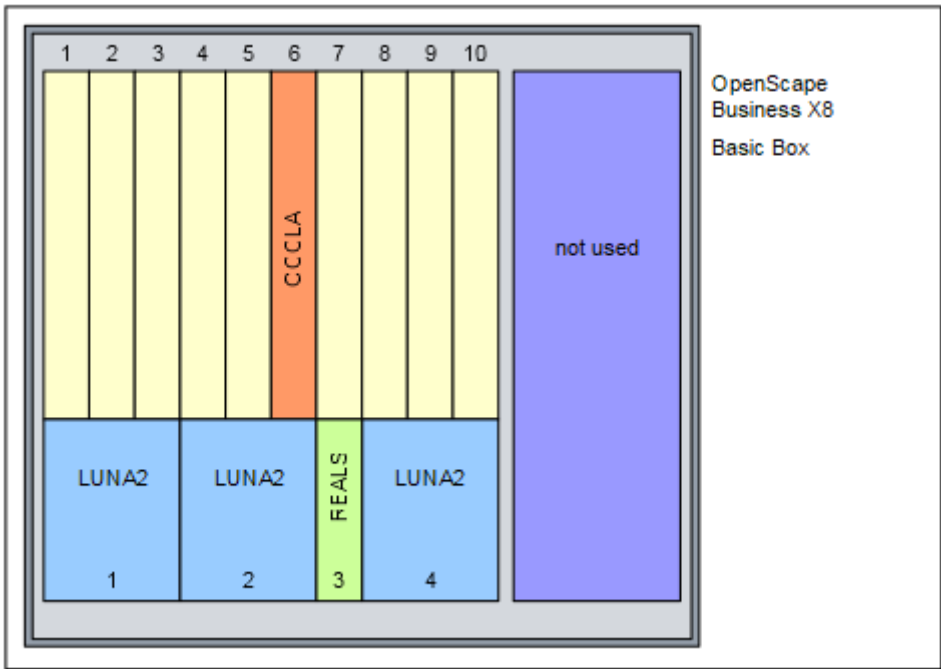 1 2 3 4 5 6 7 8 9 10
OpenScape
Business X8
Basic Box
CCCLA
not used
LUNA2 LUNA2 REALS LUNA2
1 2 3 4